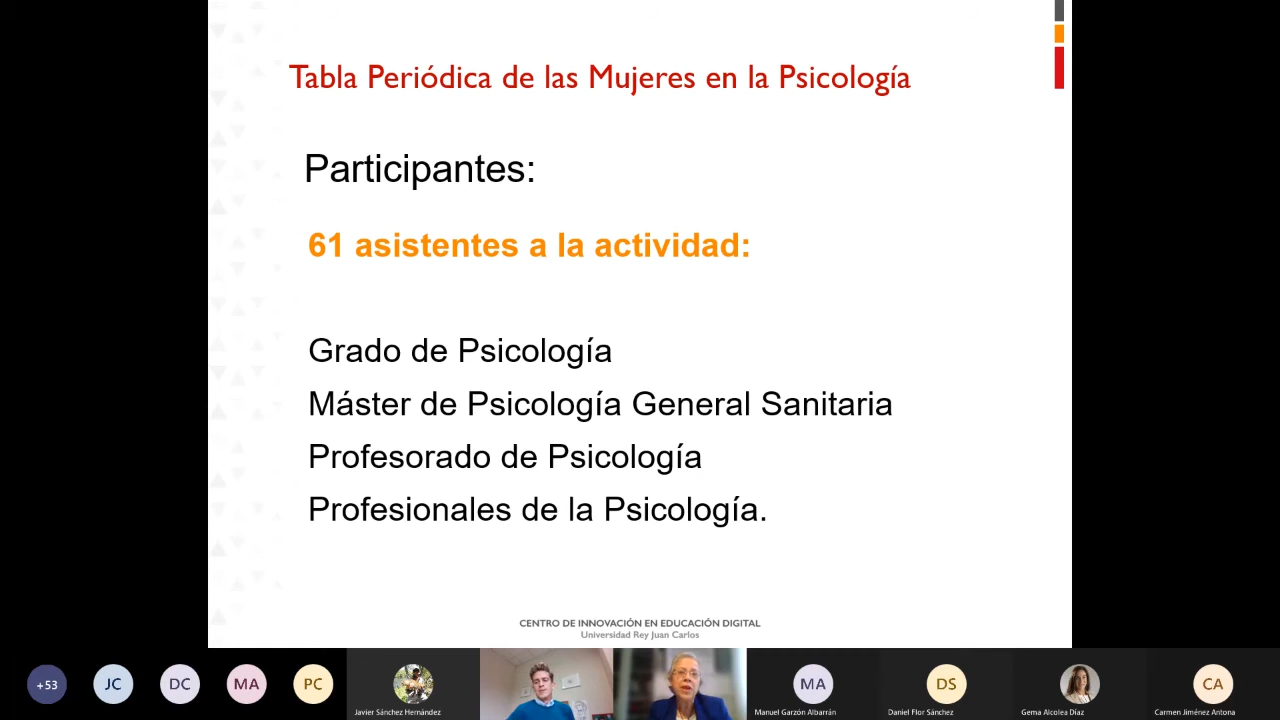 Tabla Periódica de las Mujeres en la Psicología
Participantes:
61 asistentes a la actividad:
Grado de Psicología
Máster de Psicología General Sanitaria
Profesorado de Psicología
Profesionales de la Psicología.
CENTRO DE INNOVACIÓN EN EDUCACIÓN DIGITAL
Universidad Rey Juan Carlos
+53
JC
DC
MA
PC
Javier Sánchez Hernández
MA
Manuel Garzón Albarrán
DS
Daniel Flor Sánchez
Gema Alcolea Díaz
CA
Carmen Jiménez Antona